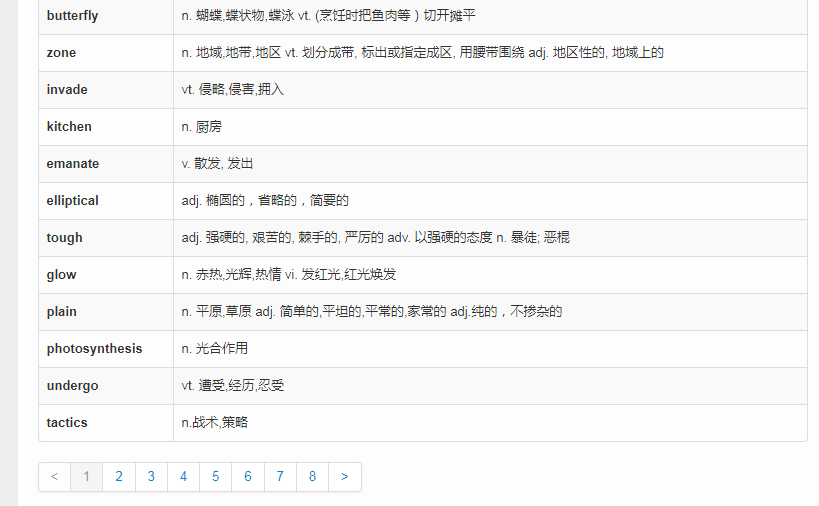 butterfly n. 蝴蝶,蝶状物,蝶泳 vt. (烹饪时把鱼肉等）切开摊平
zone n. 地域,地带,地区 vt. 划分成带, 标出或指定成区, 用腰带围绕 adj. 地区性的, 地域上的
invade vt. 侵略,侵害,拥入
kitchen n. 厨房
emanate v. 散发, 发出
elliptical adj. 椭圆的，省略的，简要的
tough adj. 强硬的, 艰苦的, 棘手的, 严厉的 adv. 以强硬的态度 n. 暴徒; 恶棍
glow n. 赤热,光辉,热情 vi. 发红光,红光焕发
plain n. 平原,草原 adj. 简单的,平坦的,平常的,家常的 adj.纯的，不掺杂的
photosynthesis n. 光合作用
undergo vt. 遭受,经历,忍受
tactics n.战术,策略
< 1 2 3 4 5 6 7 8 >